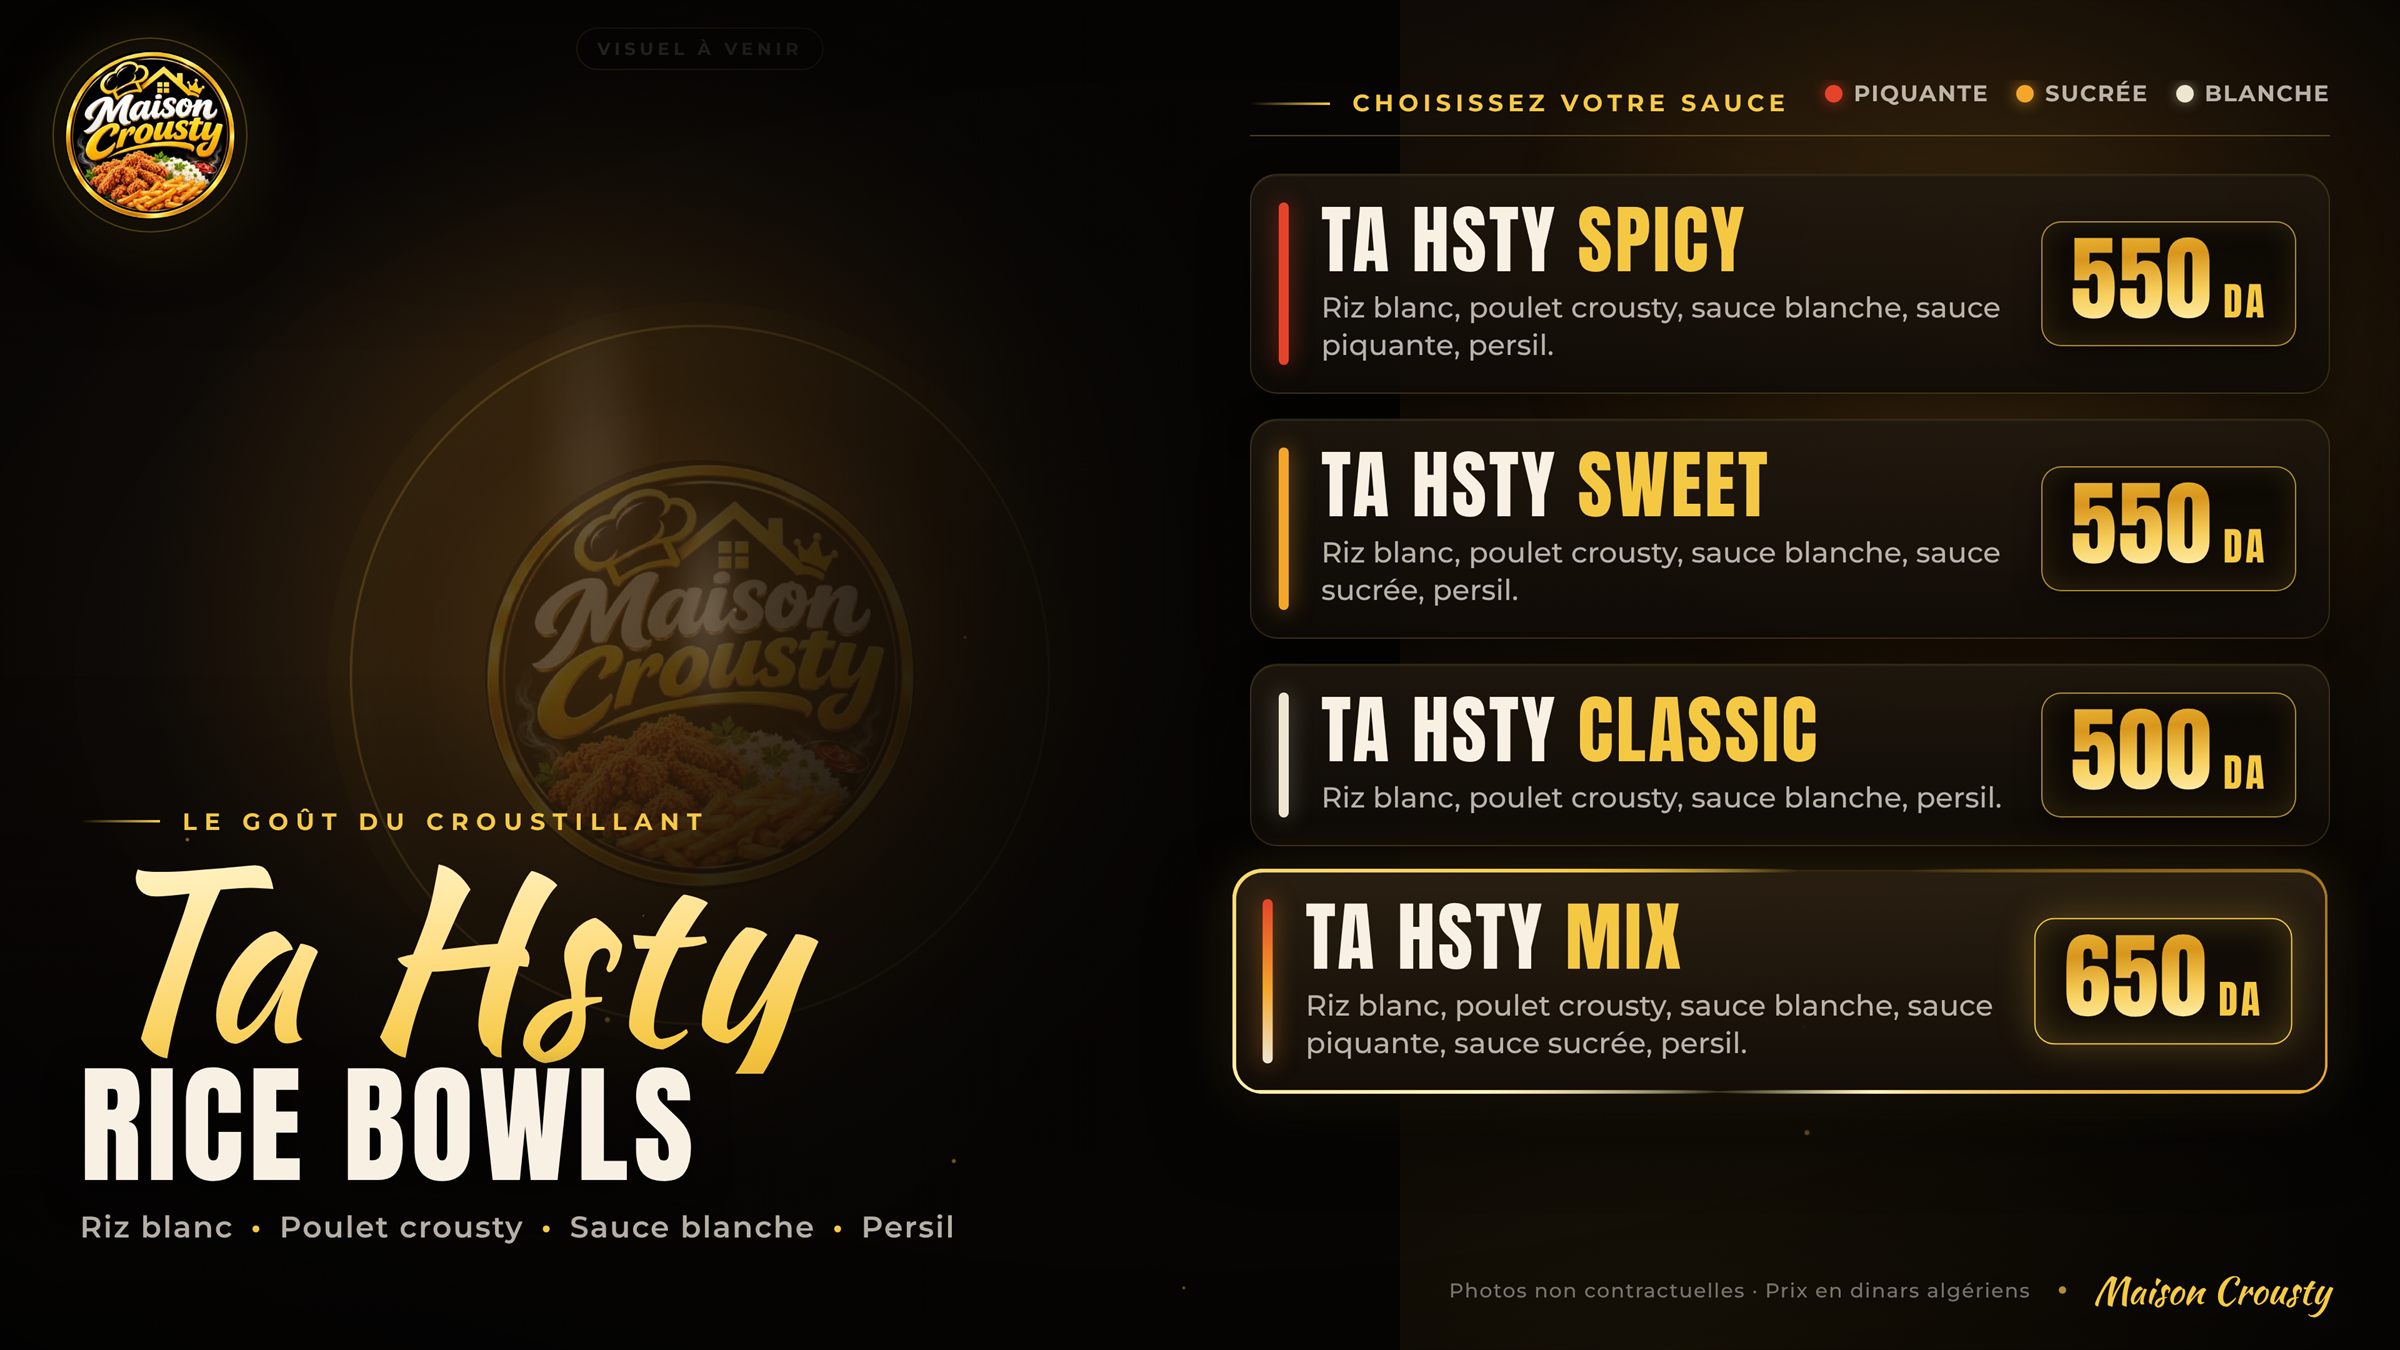 VISUEL À VENIR
Maison
Crousty
Maison
Crousty
LE GOÛT DU CROUSTILLANT
Ta Hsty
RICE BOWLS
Riz blanc • Poulet crousty • Sauce blanche • Persil
CHOISISSEZ VOTRE SAUCE
PIQUANTE SUCRÉE BLANCHE
TA HSTY SPICY
Riz blanc, poulet crousty, sauce blanche, sauce
piquante, persil.
550 DA
TA HSTY SWEET
Riz blanc, poulet crousty, sauce blanche, sauce
sucrée, persil.
550 DA
TA HSTY CLASSIC
Riz blanc, poulet crousty, sauce blanche, persil.
500 DA
TA HSTY MIX
Riz blanc, poulet crousty, sauce blanche, sauce
piquante, sauce sucrée, persil.
650 DA
Photos non contractuelles · Prix en dinars algériens • Maison Crousty